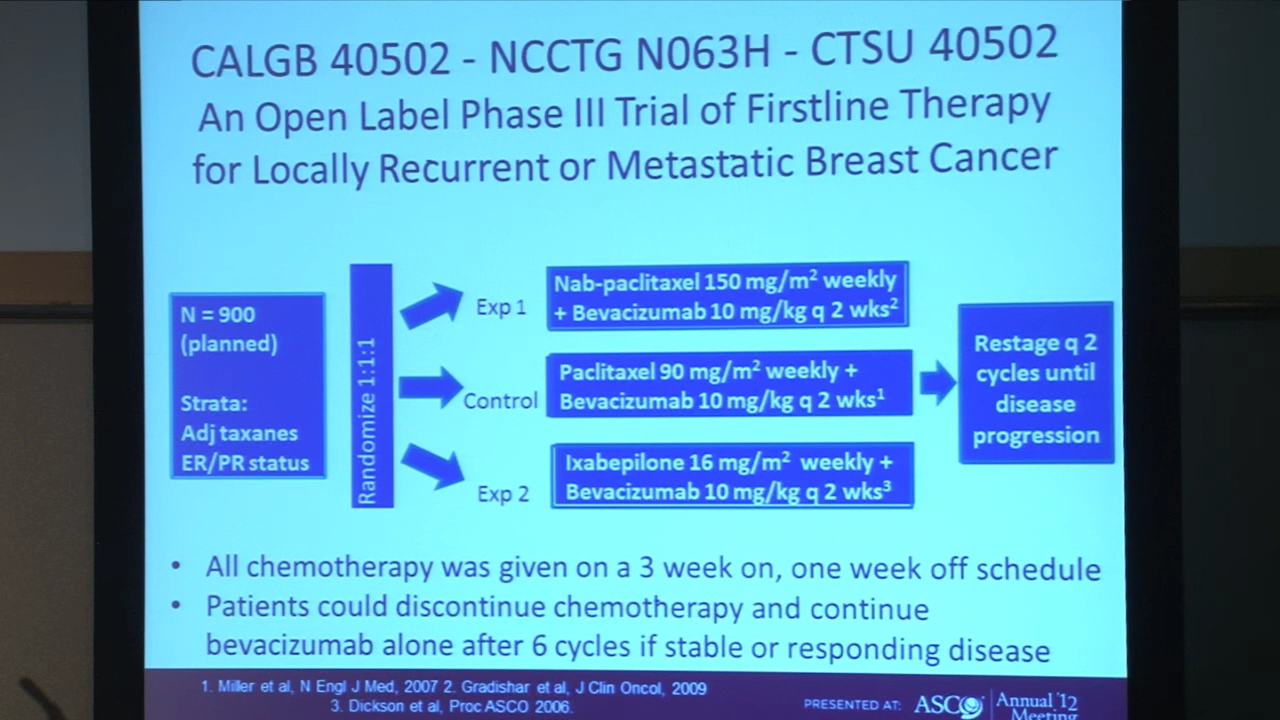 CALGB 40502 - NCCTG N063H - CTSU 40502
An Open Label Phase III Trial of Firstline Therapy
for Locally Recurrent or Metastatic Breast Cancer
N = 900
(planned)
Strata:
Adj taxanes
ER/PR status
Randomize 1:1:1
Exp 1
Nab-paclitaxel 150 mg/m² weekly
+ Bevacizumab 10 mg/kg q 2 wks²
Control
Paclitaxel 90 mg/m² weekly +
Bevacizumab 10 mg/kg q 2 wks¹
Exp 2
Ixabepilone 16 mg/m² weekly +
Bevacizumab 10 mg/kg q 2 wks³
Restage q 2
cycles until
disease
progression
• All chemotherapy was given on a 3 week on, one week off schedule
• Patients could discontinue chemotherapy and continue
bevacizumab alone after 6 cycles if stable or responding disease
1. Miller et al, N Engl J Med, 2007 2. Gradishar et al, J Clin Oncol, 2009
3. Dickson et al, Proc ASCO 2006.
PRESENTED AT: ASCO Annual '12
Meeting